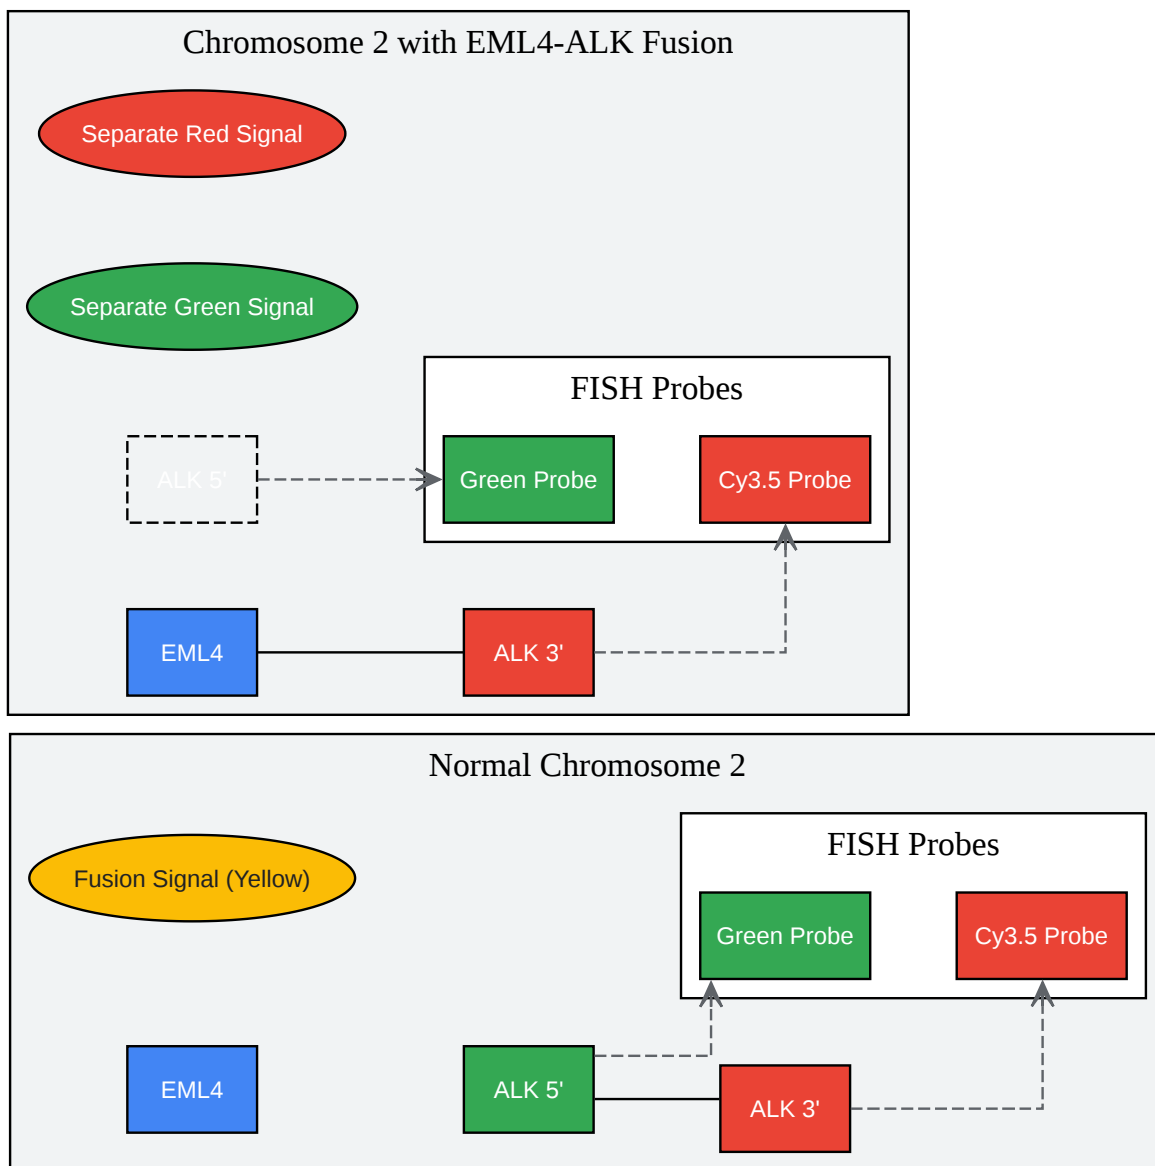 Chromosome 2 with EML4-ALK Fusion
Separate Red Signal
Separate Green Signal
FISH Probes
ALK 5'
Green Probe
Cy3.5 Probe
EML4
ALK 3'
Normal Chromosome 2
Fusion Signal (Yellow)
FISH Probes
Green Probe
Cy3.5 Probe
EML4
ALK 5'
ALK 3'